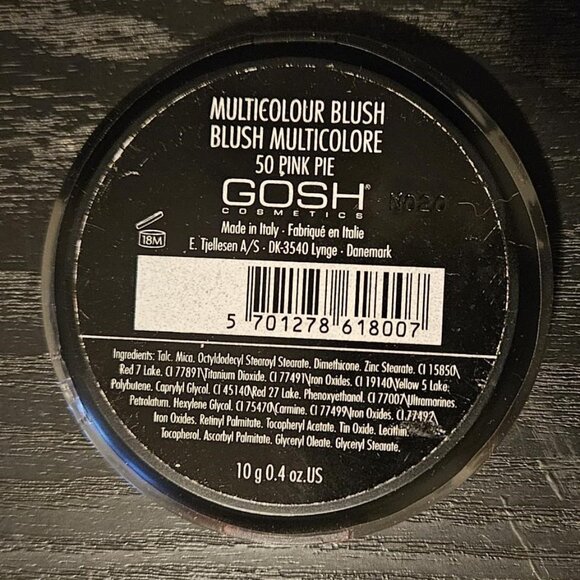 MULTICOLOUR BLUSH
BLUSH MULTICOLORE
50 PINK PIE
GOSH®
COSMETICS
Made in Italy - Fabriqué en Italie
E. Tjellesen A/S - DK-3540 Lynge - Danemark
18M
5 701278 618007
Ingredients: Talc. Mica. Octyldodecyl Stearoyl Stearate. Dimethicone. Zinc Stearate. CI 15850\
Red 7 Lake. CI 77891\Titanium Dioxide. CI 77491\Iron Oxides. CI 19140\Yellow 5 Lake.
Polybutene. Caprylyl Glycol. CI 45140\Red 27 Lake. Phenoxyethanol. CI 77007\Ultramarines.
Petrolatum. Hexylene Glycol. CI 75470\Carmine. CI 77499\Iron Oxides. CI 77492\
Iron Oxides. Retinyl Palmitate. Tocopheryl Acetate. Tin Oxide. Lecithin.
Tocopherol. Ascorbyl Palmitate. Glyceryl Oleate. Glyceryl Stearate.
10 g 0.4 oz.US